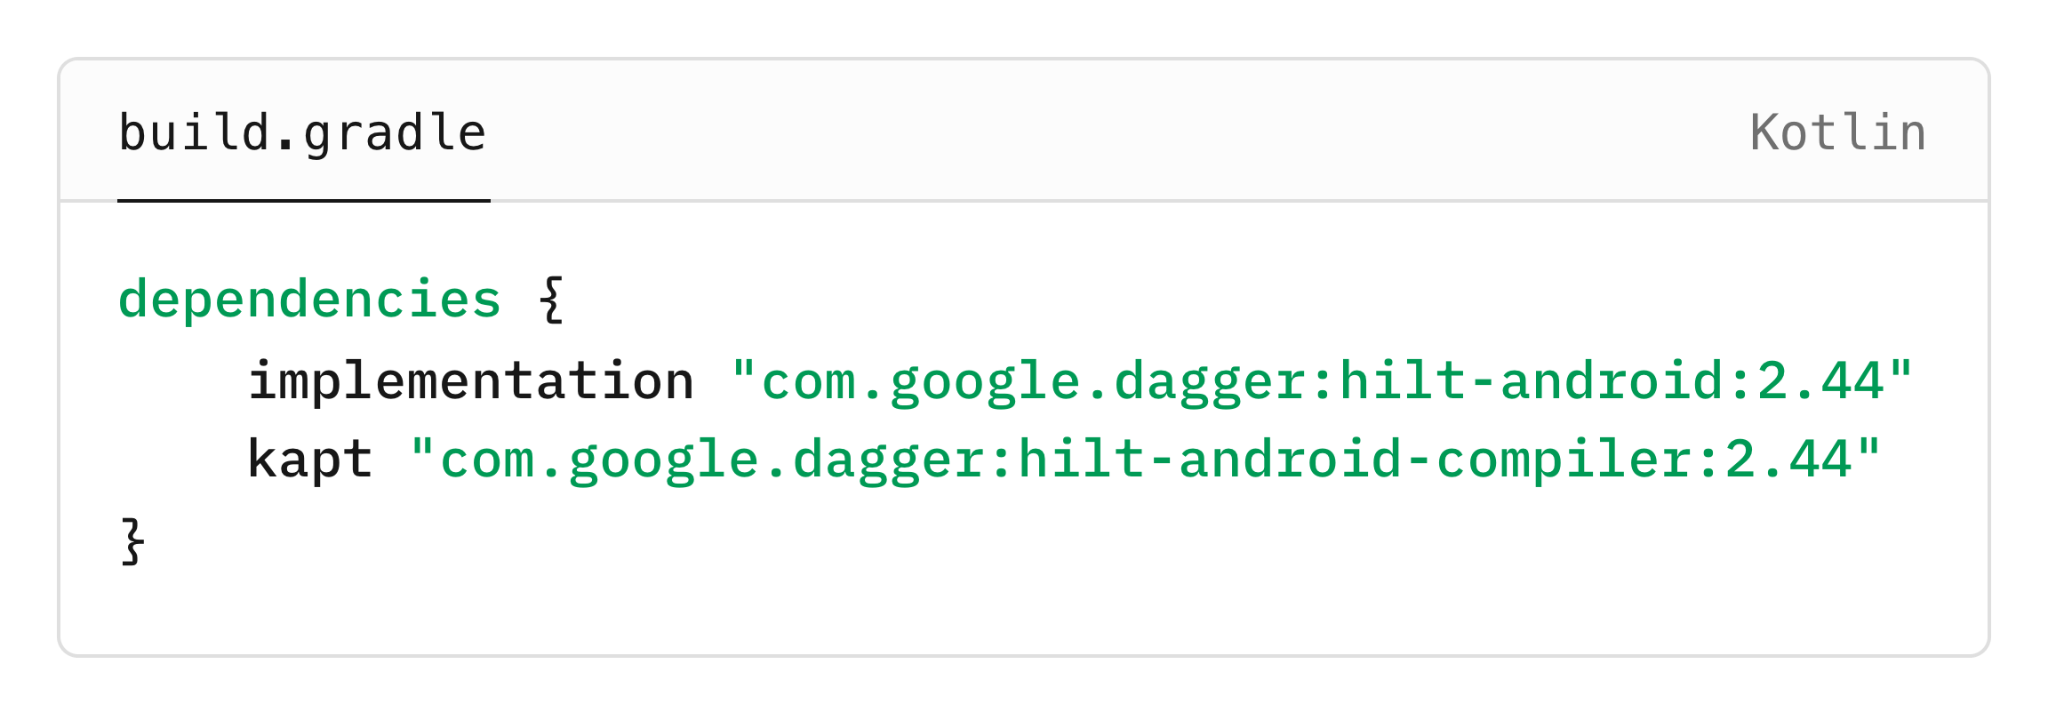 build.gradle
Kotlin
dependencies {
    implementation "com.google.dagger:hilt-android:2.44"
    kapt "com.google.dagger:hilt-android-compiler:2.44"
}